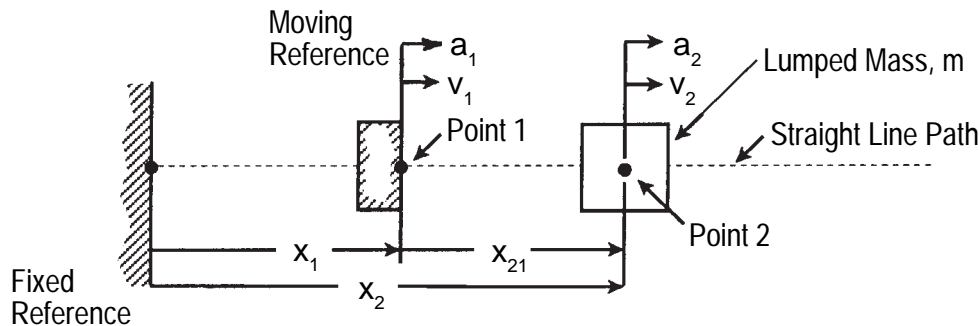 Moving
Reference
a1
v1
Point 1
a2
v2
Lumped Mass, m
Straight Line Path
Point 2
x1
x21
x2
Fixed
Reference